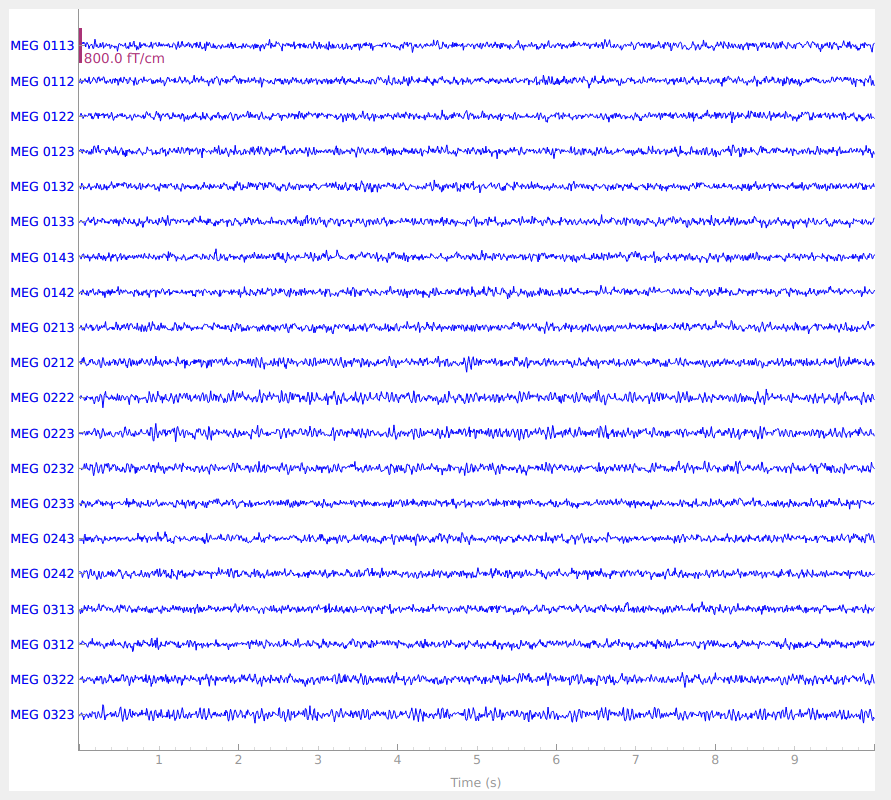 MEG 0113
800.0 fT/cm
MEG 0112
MEG 0122
MEG 0123
MEG 0132
MEG 0133
MEG 0143
MEG 0142
MEG 0213
MEG 0212
MEG 0222
MEG 0223
MEG 0232
MEG 0233
MEG 0243
MEG 0242
MEG 0313
MEG 0312
MEG 0322
MEG 0323
1 2 3 4 5 6 7 8 9
Time (s)